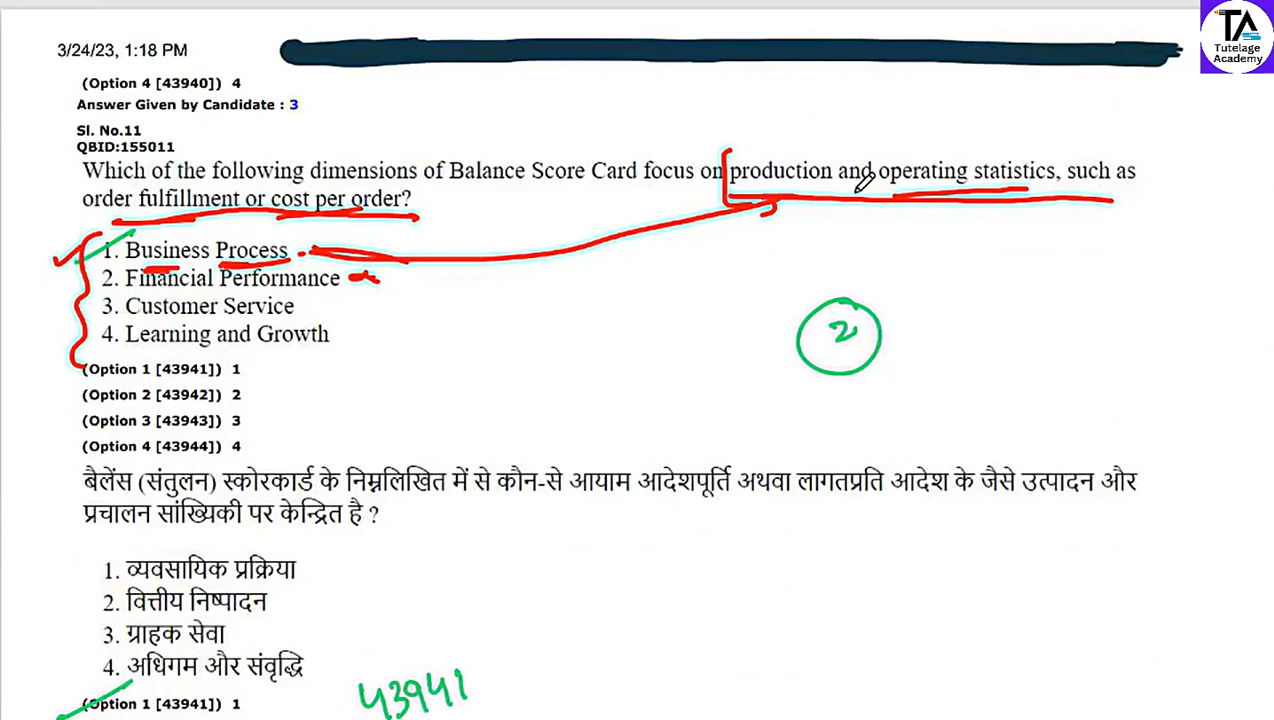 3/24/23, 1:18 PM
TA
Tutelage
Academy
(Option 4 [43940]) 4
Answer Given by Candidate : 3
Sl. No.11
QBID:155011
Which of the following dimensions of Balance Score Card focus on production and operating statistics, such as
order fulfillment or cost per order?
1. Business Process
2. Financial Performance
3. Customer Service
4. Learning and Growth
2
(Option 1 [43941]) 1
(Option 2 [43942]) 2
(Option 3 [43943]) 3
(Option 4 [43944]) 4
बैलेंस (संतुलन) स्कोरकार्ड के निम्नलिखित में से कौन-से आयाम आदेशपूर्ति अथवा लागतप्रति आदेश के जैसे उत्पादन और
प्रचालन सांख्यिकी पर केन्द्रित है ?
1. व्यवसायिक प्रक्रिया
2. वित्तीय निष्पादन
3. ग्राहक सेवा
4. अधिगम और संवृद्धि
43941
(Option 1 [43941]) 1